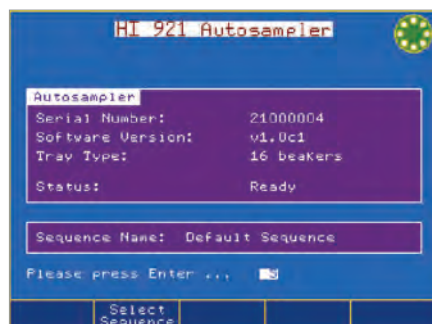 HI 921 Autosampler
Autosampler
Serial Number: 21000004
Software Version: v1.0c1
Tray Type: 16 beakers
Status: Ready
Sequence Name: Default Sequence
Please press Enter ... 5
Select
Sequence